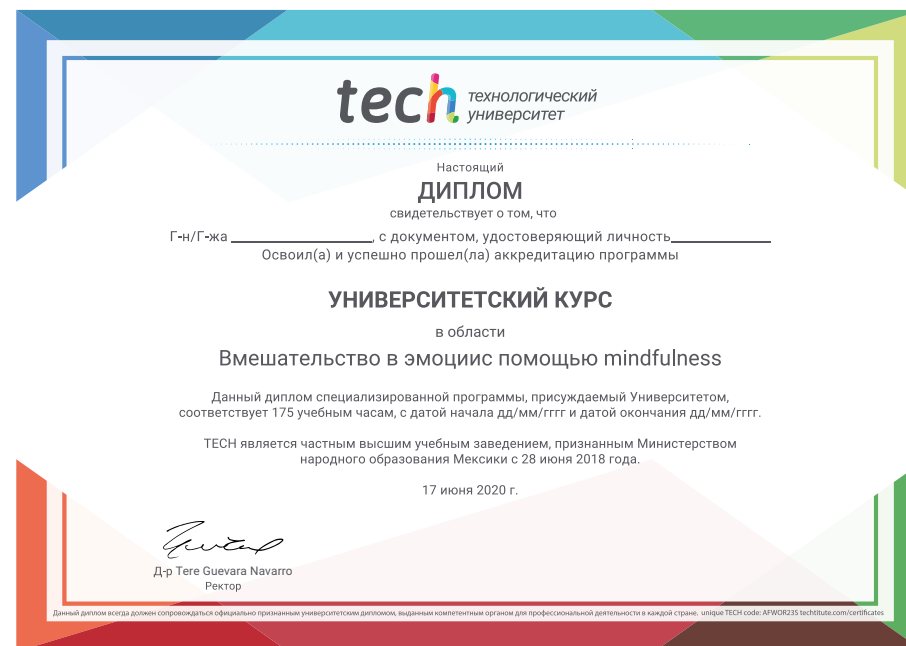 tech технологический
университет
Настоящий
ДИПЛОМ
свидетельствует о том, что
Г-н/Г-жа ____________________, с документом, удостоверяющий личность______________
Освоил(а) и успешно прошел(ла) аккредитацию программы
УНИВЕРСИТЕТСКИЙ КУРС
в области
Вмешательство в эмоциис помощью mindfulness
Данный диплом специализированной программы, присуждаемый Университетом,
соответствует 175 учебным часам, с датой начала дд/мм/гггг и датой окончания дд/мм/гггг.
TECH является частным высшим учебным заведением, признанным Министерством
народного образования Мексики с 28 июня 2018 года.
17 июня 2020 г.
Д-р Tere Guevara Navarro
Ректор
Данный диплом всегда должен сопровождаться официально признанным университетским дипломом, выданным компетентным органом для профессиональной деятельности в каждой стране. unique TECH code: AFWOR23S techtitute.com/certificates